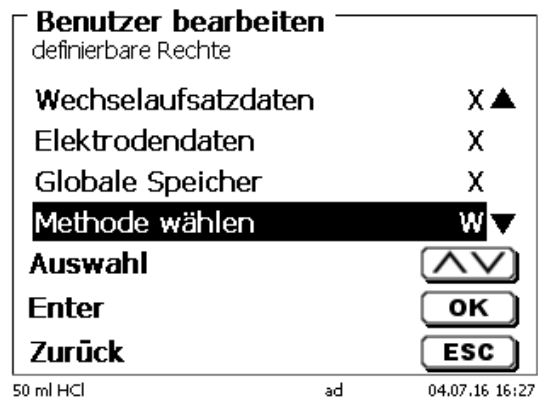 Benutzer bearbeiten
definierbare Rechte
Wechselaufsatzdaten X
Elektrodendaten X
Globale Speicher X
Methode wählen W
Auswahl
Enter OK
Zurück ESC
50 ml HCl ad 04.07.16 16:27